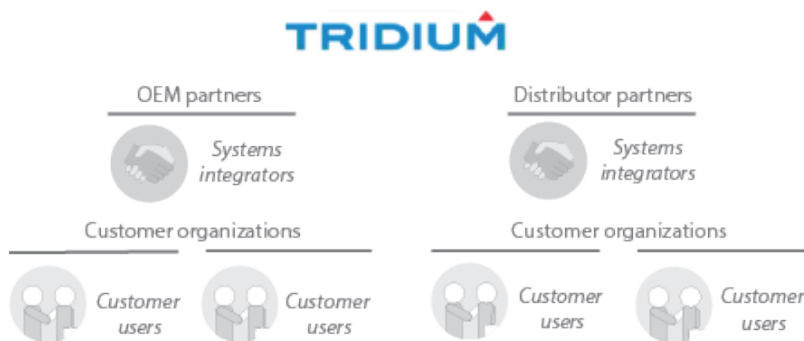 TRIDIUM
OEM partners
Distributor partners
Systems
integrators
Systems
integrators
Customer organizations
Customer organizations
Customer
users
Customer
users
Customer
users
Customer
users